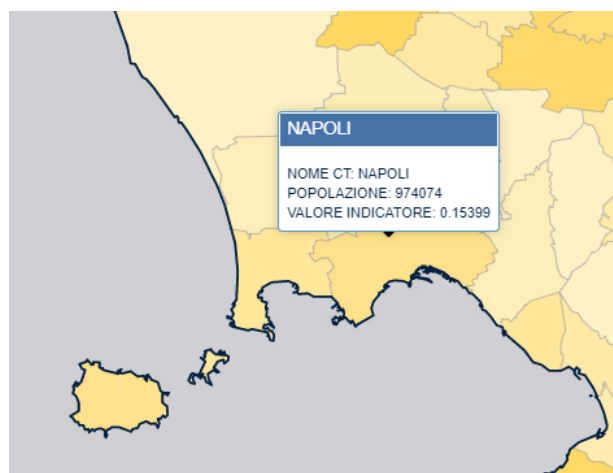 NAPOLI
NOME CT: NAPOLI
POPOLAZIONE: 974074
VALORE INDICATORE: 0.15399